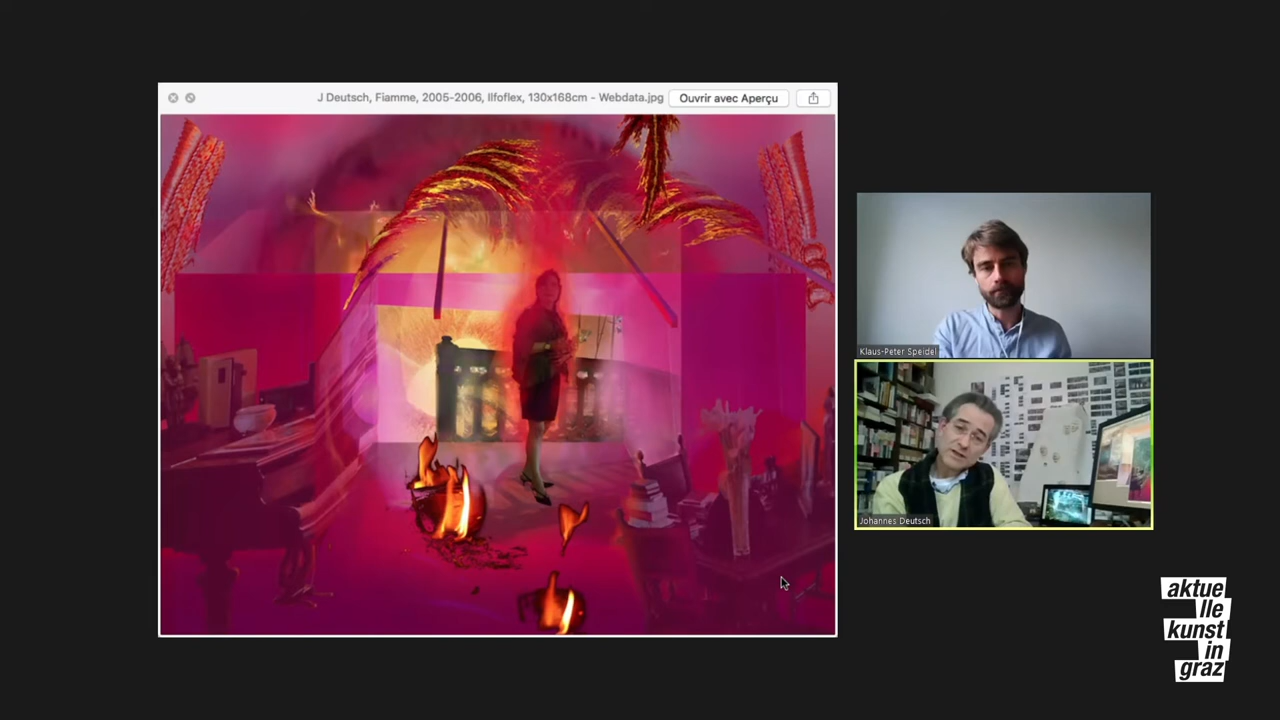 J Deutsch, Fiamme, 2005-2006, Ilfoflex, 130x168cm - Webdata.jpg
Ouvrir avec Aperçu
Klaus-Peter Speidel
Johannes Deutsch
aktue
lle
kunst
in
graz